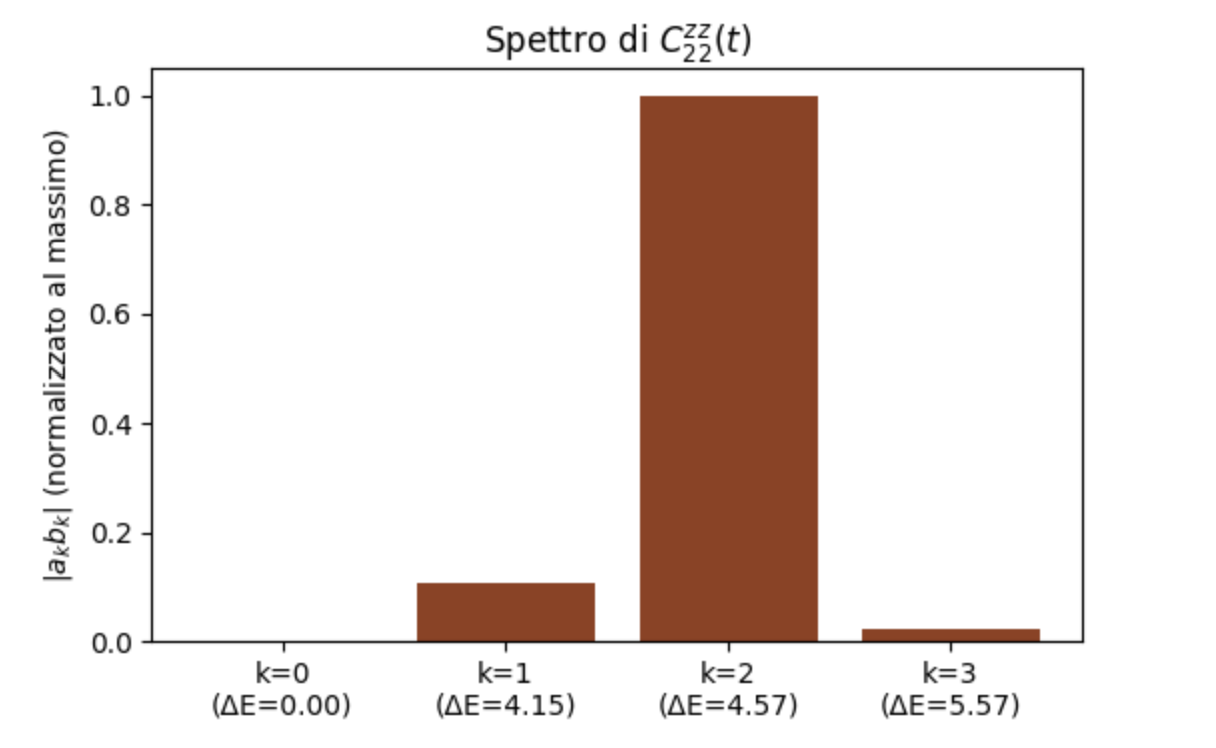 Spettro di $C_{22}^{zz}(t)$
|a_k b_k| (normalizzato al massimo)
1.0
0.8
0.6
0.4
0.2
0.0
k=0 k=1 k=2 k=3
(ΔE=0.00) (ΔE=4.15) (ΔE=4.57) (ΔE=5.57)